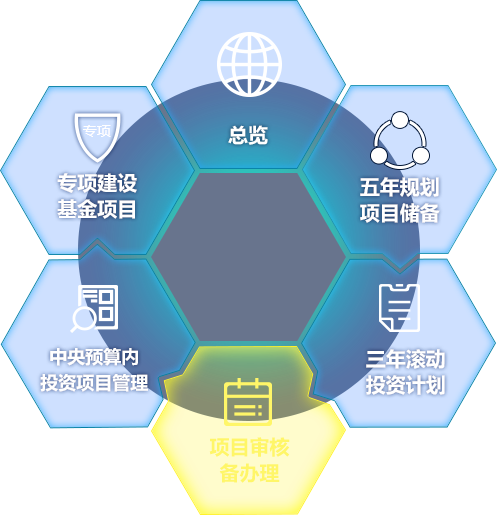 总览
专项
专项建设
基金项目
五年规划
项目储备
中央预算内
投资项目管理
三年滚动
投资计划
项目审核
备办理